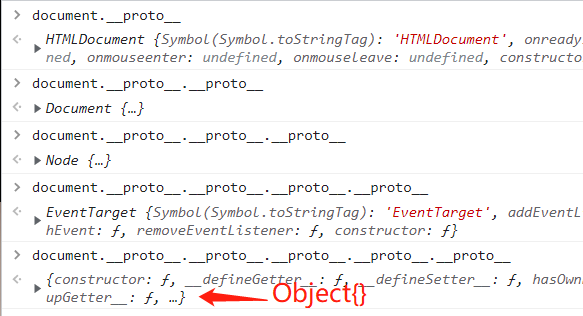 > document.__proto__
<· ▶HTMLDocument {Symbol(Symbol.toStringTag): 'HTMLDocument', onready
ned, onmouseenter: undefined, onmouseleave: undefined, constructo
> document.__proto__.__proto__
<· ▶Document {…}
> document.__proto__.__proto__.__proto__
<· ▶Node {…}
> document.__proto__.__proto__.__proto__.__proto__
<· ▶EventTarget {Symbol(Symbol.toStringTag): 'EventTarget', addEventL
hEvent: ƒ, removeEventListener: ƒ, constructor: ƒ}
> document.__proto__.__proto__.__proto__.__proto__.__proto__
<· ▶{constructor: ƒ, __defineGetter__: ƒ, __defineSetter__: ƒ, hasOwn
upGetter__: ƒ, …} Object{}